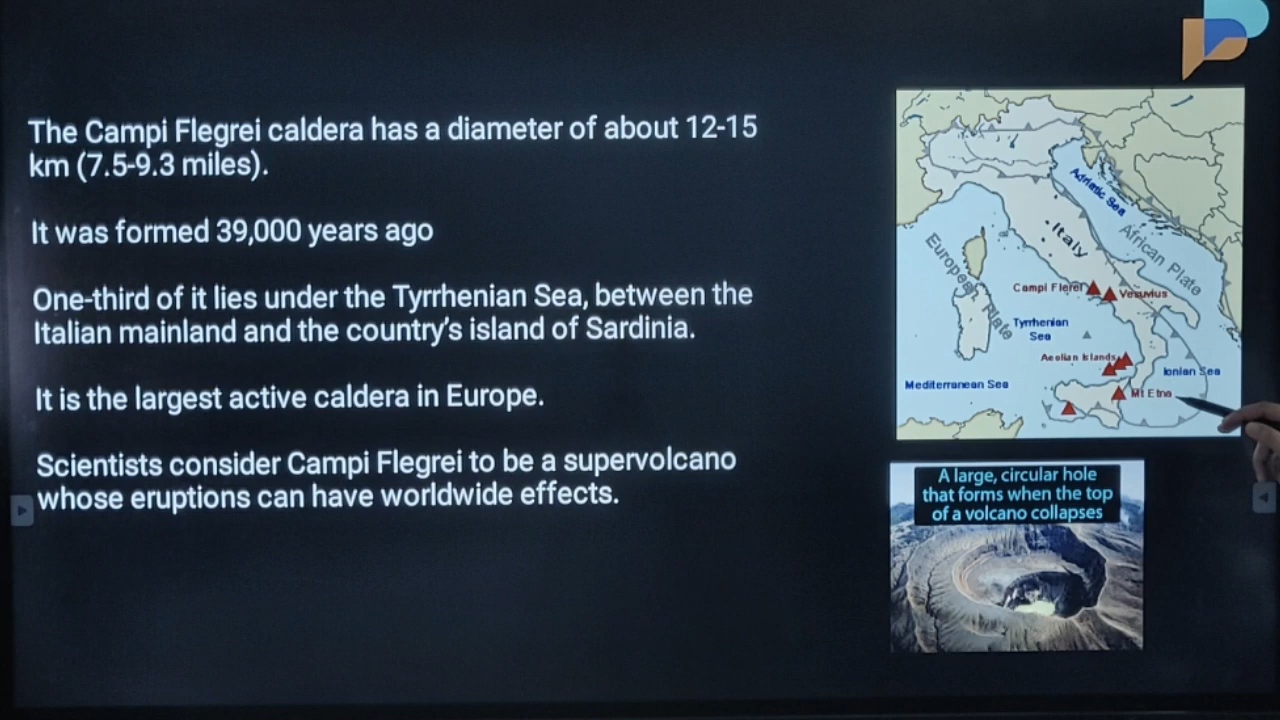 The Campi Flegrei caldera has a diameter of about 12-15
km (7.5-9.3 miles).
It was formed 39,000 years ago
One-third of it lies under the Tyrrhenian Sea, between the
Italian mainland and the country's island of Sardinia.
It is the largest active caldera in Europe.
Scientists consider Campi Flegrei to be a supervolcano
whose eruptions can have worldwide effects.
Adriatic Sea
Italy
African Plate
Europea
Plate
Campi Flerei
Vesuvius
Tyrrhenian
Sea
Aeolian Islands
Ionian Sea
Mediterranean Sea
Mt Etna
A large, circular hole
that forms when the top
of a volcano collapses